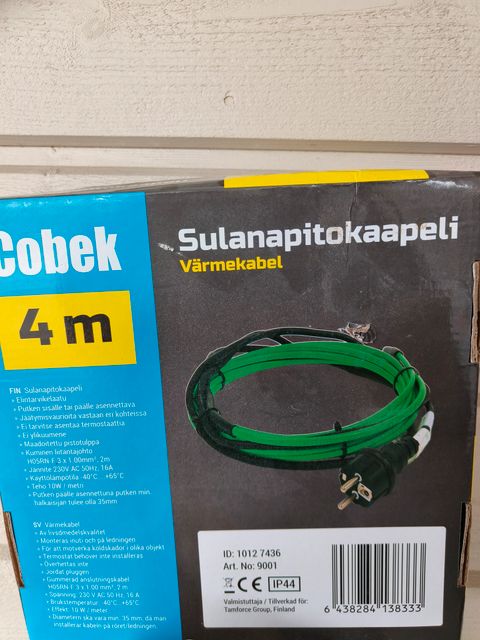 Cobek
Sulanapitokaapeli
Värmekabel
4 m
FIN Sulanapitokaapeli
• Elintarvikelaatu
• Putken sisälle tai päälle asennettava
• Jäätymisvaurioita vastaan eri kohteissa
• Ei tarvitse asentaa termostaattia
• Ei ylikuumene
• Maadoitettu pistotulppa
• Kuminen liitäntäjohto
H05RN F 3 x 1.00mm², 2m
• Jännite 230V AC 50Hz, 16A
• Käyttölämpötila -40°C +65°C
• Teho 10W / metri
• Putken päälle asennettuna putken min.
halkaisijan tulee olla 35mm
SV Värmekabel
• Av livsmedelskvalitet
• Monteras inuti och på ledningen
• För att motverka köldskador i olika objekt
• Termostat behöver inte installeras
• Överhettas inte
• Jordat pluggen
• Gummerad anslutningskabel
H05RN F 3 x 1.00 mm², 2 m
• Spänning: 230 V AC 50 Hz, 16 A
• Brukstemperatur: -40°C +65°C
• Effekt: 10 W / meter
• Diametern ska vara min. 35 mm, då man
installerar kabeln på röret/ledningen.
ID: 1012 7436
Art. No: 9001
CE IP44
Valmistuttaja / Tillverkad för:
Tamforce Group, Finland
6 438284 138333